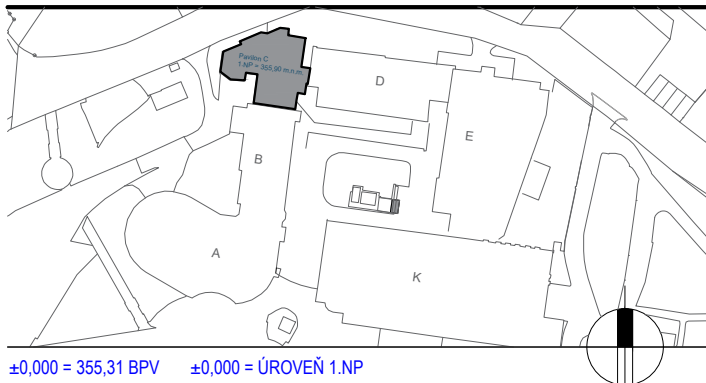 Pavilon C
1.NP = 355,90 m.n.m.
D
E
B
A
K
±0,000 = 355,31 BPV ±0,000 = ÚROVEŇ 1.NP